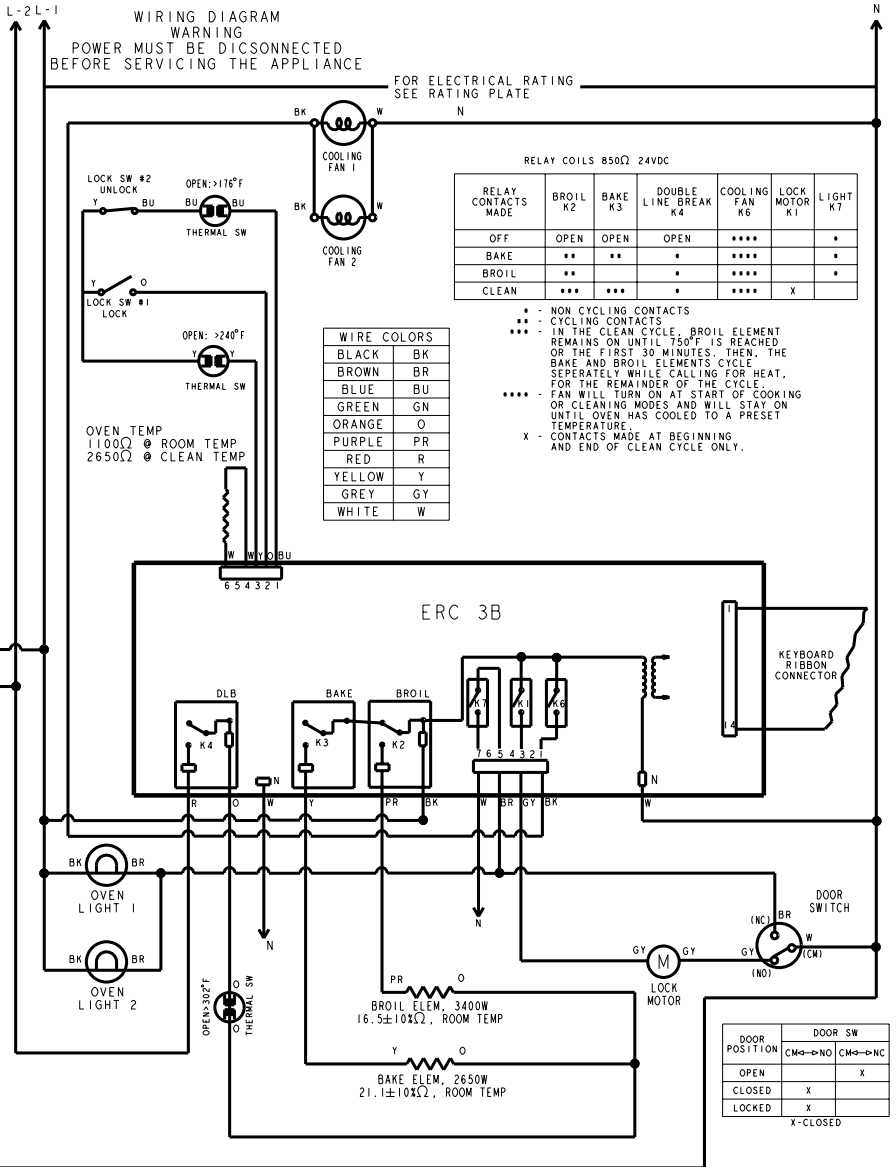 L-2 L-1
N
WIRING DIAGRAM
WARNING
POWER MUST BE DICSONNECTED
BEFORE SERVICING THE APPLIANCE
FOR ELECTRICAL RATING
SEE RATING PLATE
BK W N
COOLING
FAN 1
BK W
COOLING
FAN 2
LOCK SW #2
UNLOCK
OPEN:>176°F
Y BU BU BU
THERMAL SW
Y O
LOCK SW #1
LOCK
OPEN: >240°F
Y Y
THERMAL SW
RELAY COILS 850Ω 24VDC
RELAY CONTACTS MADE | BROIL K2 | BAKE K3 | DOUBLE LINE BREAK K4 | COOLING FAN K6 | LOCK MOTOR K1 | LIGHT K7
OFF OPEN OPEN OPEN **** *
BAKE ** ** * **** *
BROIL ** * **** *
CLEAN *** *** * **** X
* - NON CYCLING CONTACTS
** - CYCLING CONTACTS
*** - IN THE CLEAN CYCLE, BROIL ELEMENT
REMAINS ON UNTIL 750°F IS REACHED
OR THE FIRST 30 MINUTES. THEN, THE
BAKE AND BROIL ELEMENTS CYCLE
SEPERATELY WHILE CALLING FOR HEAT,
FOR THE REMAINDER OF THE CYCLE.
**** - FAN WILL TURN ON AT START OF COOKING
OR CLEANING MODES AND WILL STAY ON
UNTIL OVEN HAS COOLED TO A PRESET
TEMPERATURE.
X - CONTACTS MADE AT BEGINNING
AND END OF CLEAN CYCLE ONLY.
WIRE COLORS
BLACK BK
BROWN BR
BLUE BU
GREEN GN
ORANGE O
PURPLE PR
RED R
YELLOW Y
GREY GY
WHITE W
OVEN TEMP
1100Ω @ ROOM TEMP
2650Ω @ CLEAN TEMP
W W Y O BU
6 5 4 3 2 1
ERC 3B
1
KEYBOARD
RIBBON
CONNECTOR
14
DLB BAKE BROIL
K4 K3 K2 K7 K1 K6
7 6 5 4 3 2 1
N N
R O W Y PR BK W BR GY BK W
BK BR
OVEN
LIGHT 1
BK BR
OVEN
LIGHT 2
N
N
OPEN>302°F
O
O
THERMAL SW
PR O
BROIL ELEM, 3400W
16.5±10%Ω, ROOM TEMP
Y O
BAKE ELEM, 2650W
21.1±10%Ω, ROOM TEMP
GY M GY
LOCK
MOTOR
DOOR
SWITCH
(NC) BR
W
(CM)
GY
(NO)
DOOR POSITION | DOOR SW
CM↔NO CM↔NC
OPEN X
CLOSED X
LOCKED X
X-CLOSED